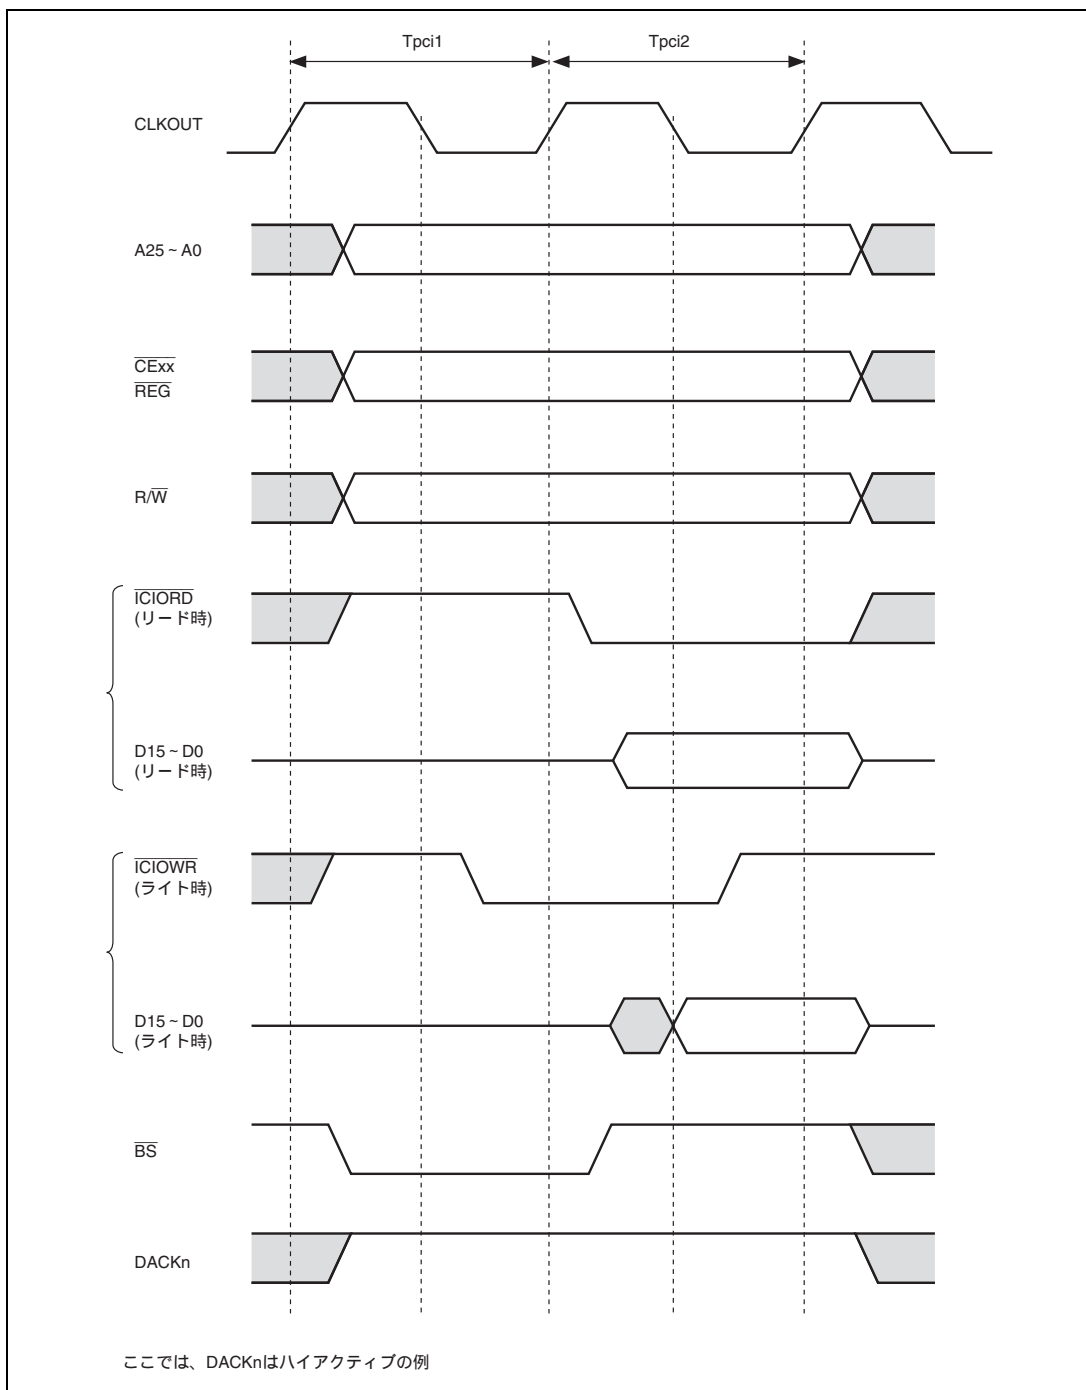 Tpci1
Tpci2
CLKOUT
A25 ~ A0
CExx
REG
R/W
ICIORD
(リード時)
D15 ~ D0
(リード時)
ICIOWR
(ライト時)
D15 ~ D0
(ライト時)
BS
DACKn
ここでは、DACKnはハイアクティブの例